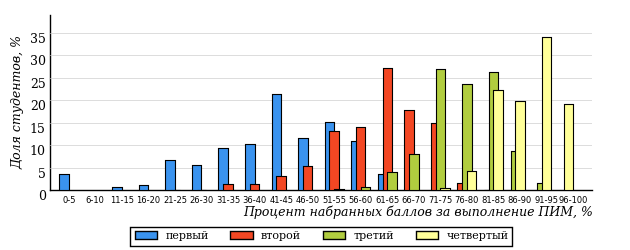 Доля студентов, %
35
30
25
20
15
10
5
0
0-5 6-10 11-15 16-20 21-25 26-30 31-35 36-40 41-45 46-50 51-55 56-60 61-65 66-70 71-75 76-80 81-85 86-90 91-95 96-100
Процент набранных баллов за выполнение ПИМ, %
первый второй третий четвертый